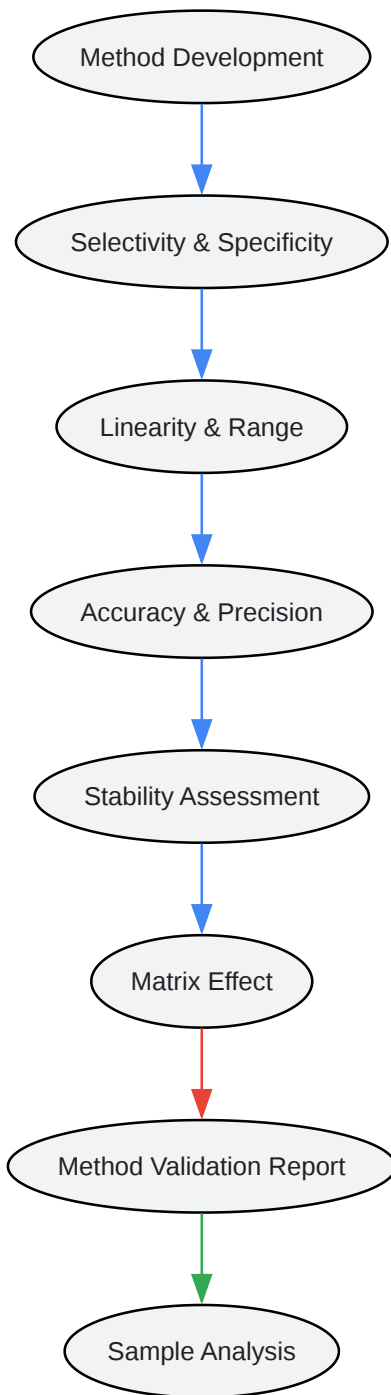 Method Development
Selectivity & Specificity
Linearity & Range
Accuracy & Precision
Stability Assessment
Matrix Effect
Method Validation Report
Sample Analysis